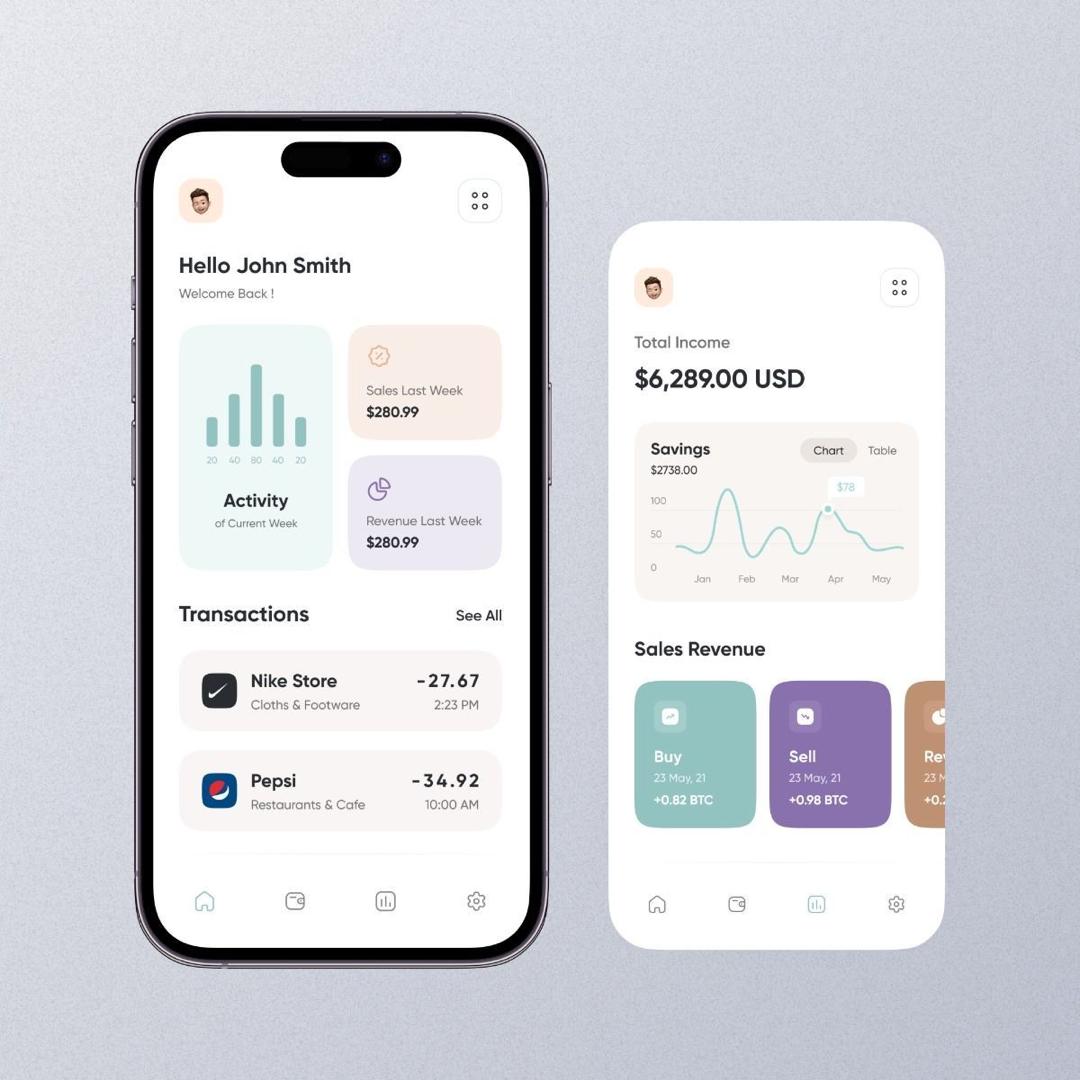 Hello John Smith
Welcome Back !
20 40 80 40 20
Activity
of Current Week
Sales Last Week
$280.99
Revenue Last Week
$280.99
Transactions
See All
Nike Store
-27.67
Cloths & Footware
2:23 PM
Pepsi
-34.92
Restaurants & Cafe
10:00 AM
Total Income
$6,289.00 USD
Savings
Chart
Table
$2738.00
$78
100
50
0
Jan Feb Mar Apr May
Sales Revenue
Buy
23 May, 21
+0.82 BTC
Sell
23 May, 21
+0.98 BTC
Re
23 M
+0.2